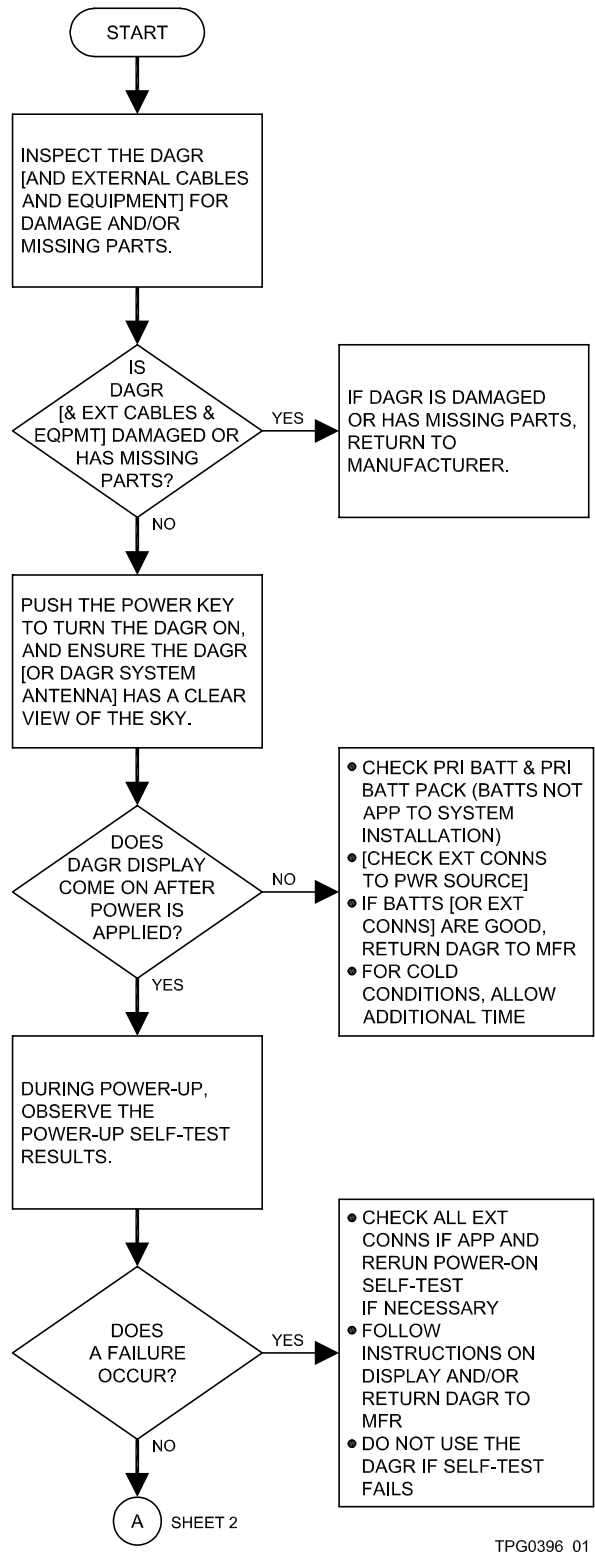 START
INSPECT THE DAGR
[AND EXTERNAL CABLES
AND EQUIPMENT] FOR
DAMAGE AND/OR
MISSING PARTS.
IS
DAGR
[& EXT CABLES &
EQPMT] DAMAGED OR
HAS MISSING
PARTS?
YES
IF DAGR IS DAMAGED
OR HAS MISSING PARTS,
RETURN TO
MANUFACTURER.
NO
PUSH THE POWER KEY
TO TURN THE DAGR ON,
AND ENSURE THE DAGR
[OR DAGR SYSTEM
ANTENNA] HAS A CLEAR
VIEW OF THE SKY.
DOES
DAGR DISPLAY
COME ON AFTER
POWER IS
APPLIED?
NO
• CHECK PRI BATT & PRI
BATT PACK (BATTS NOT
APP TO SYSTEM
INSTALLATION)
• [CHECK EXT CONNS
TO PWR SOURCE]
• IF BATTS [OR EXT
CONNS] ARE GOOD,
RETURN DAGR TO MFR
• FOR COLD
CONDITIONS, ALLOW
ADDITIONAL TIME
YES
DURING POWER-UP,
OBSERVE THE
POWER-UP SELF-TEST
RESULTS.
DOES
A FAILURE
OCCUR?
YES
• CHECK ALL EXT
CONNS IF APP AND
RERUN POWER-ON
SELF-TEST
IF NECESSARY
• FOLLOW
INSTRUCTIONS ON
DISPLAY AND/OR
RETURN DAGR TO
MFR
• DO NOT USE THE
DAGR IF SELF-TEST
FAILS
NO
A SHEET 2
TPG0396_01